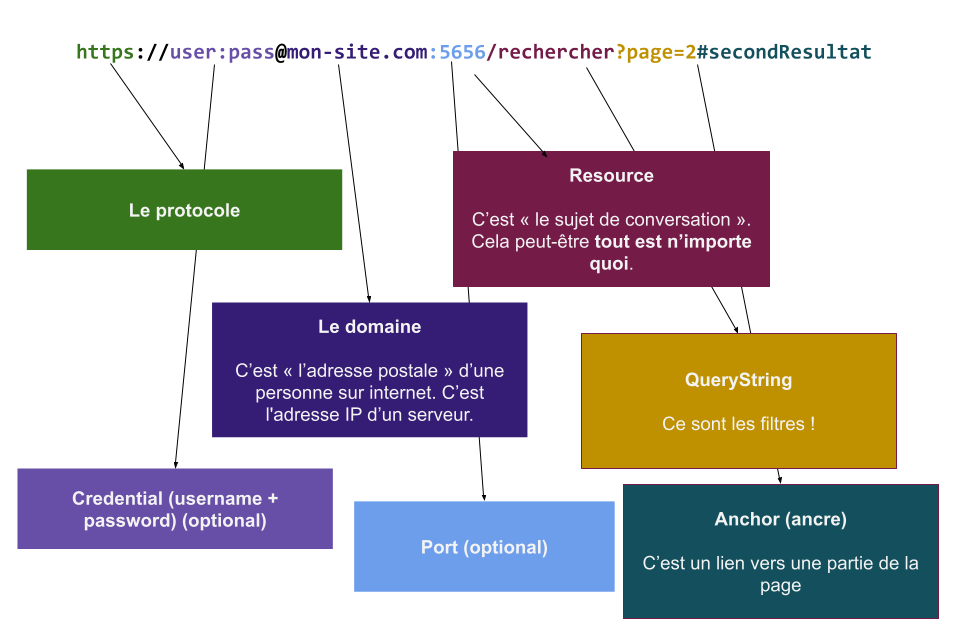 https://user:pass@mon-site.com:5656/rechercher?page=2#secondResultat
Le protocole
Resource
C’est « le sujet de conversation ».
Cela peut-être tout est n’importe
quoi.
Le domaine
C’est « l’adresse postale » d’une
personne sur internet. C’est
l'adresse IP d’un serveur.
QueryString
Ce sont les filtres !
Credential (username +
password) (optional)
Port (optional)
Anchor (ancre)
C’est un lien vers une partie de la
page